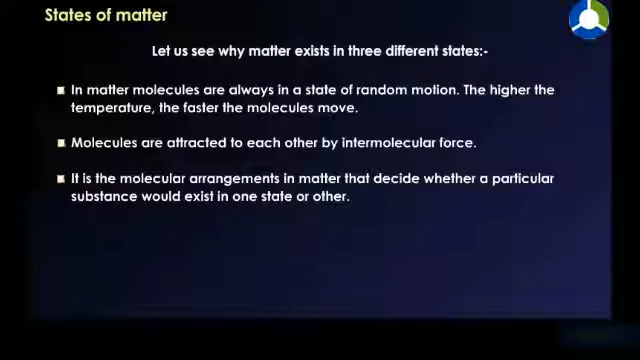 States of matter
Let us see why matter exists in three different states:-
In matter molecules are always in a state of random motion. The higher the
temperature, the faster the molecules move.
Molecules are attracted to each other by intermolecular force.
It is the molecular arrangements in matter that decide whether a particular
substance would exist in one state or other.